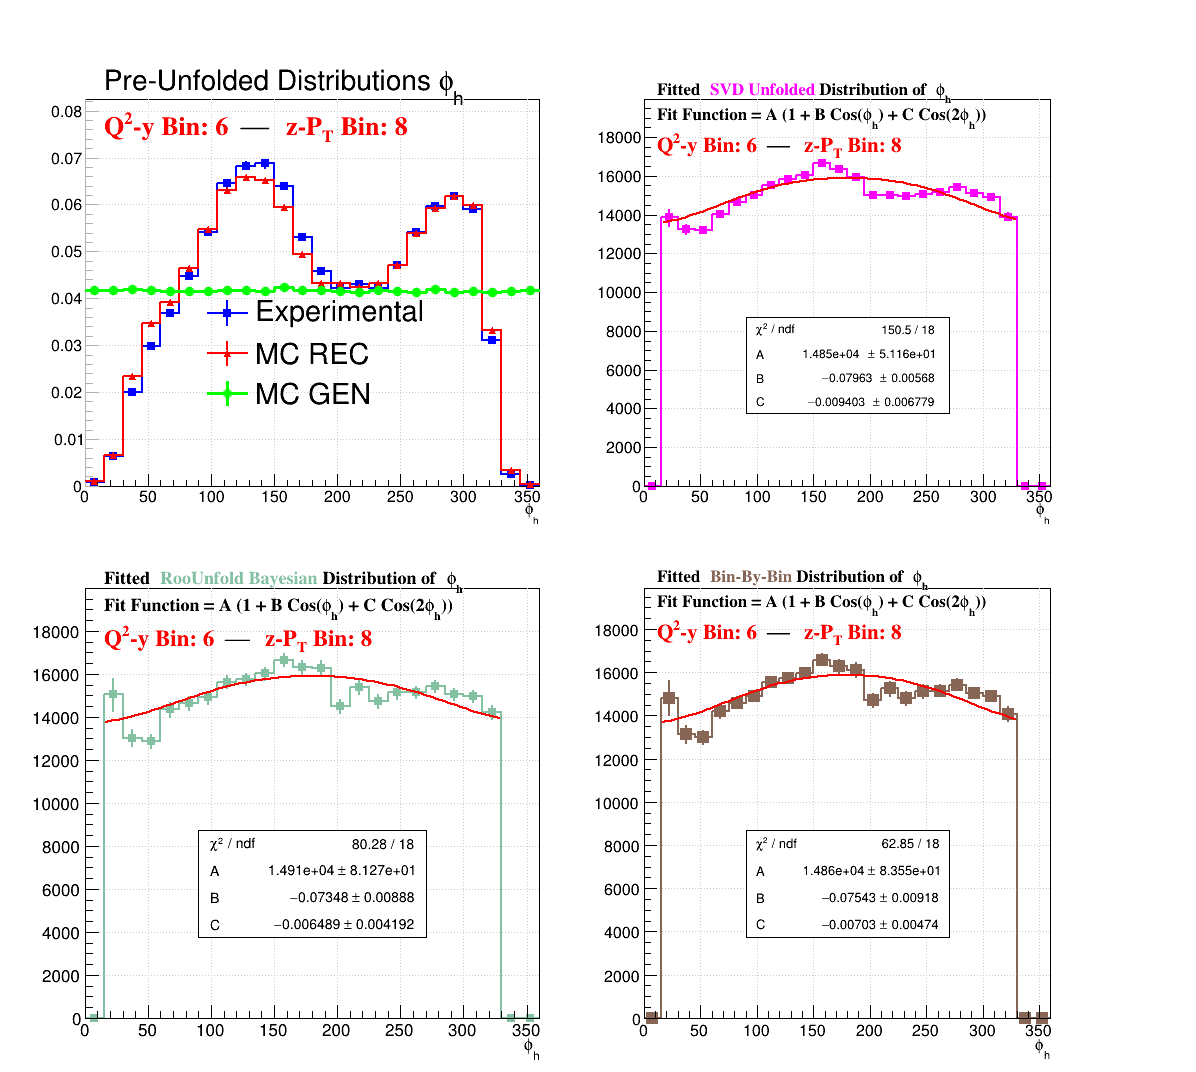 Pre-Unfolded Distributions ϕh
Q2-y Bin: 6 — z-PT Bin: 8
0.08
0.07
0.06
0.05
0.04
0.03
0.02
0.01
0
Experimental
MC REC
MC GEN
0 50 100 150 200 250 300 350
ϕh
Fitted SVD Unfolded Distribution of ϕh
Fit Function = A (1 + B Cos(ϕh) + C Cos(2ϕh))
Q2-y Bin: 6 — z-PT Bin: 8
18000
16000
14000
12000
10000
8000
6000
4000
2000
0
χ2 / ndf 150.5 / 18
A 1.485e+04 ± 5.116e+01
B −0.07963 ± 0.00568
C −0.009403 ± 0.006779
0 50 100 150 200 250 300 350
ϕh
Fitted RooUnfold Bayesian Distribution of ϕh
Fit Function = A (1 + B Cos(ϕh) + C Cos(2ϕh))
Q2-y Bin: 6 — z-PT Bin: 8
18000
16000
14000
12000
10000
8000
6000
4000
2000
0
χ2 / ndf 80.28 / 18
A 1.491e+04 ± 8.127e+01
B −0.07348 ± 0.00888
C −0.006489 ± 0.004192
0 50 100 150 200 250 300 350
ϕh
Fitted Bin-By-Bin Distribution of ϕh
Fit Function = A (1 + B Cos(ϕh) + C Cos(2ϕh))
Q2-y Bin: 6 — z-PT Bin: 8
18000
16000
14000
12000
10000
8000
6000
4000
2000
0
χ2 / ndf 62.85 / 18
A 1.486e+04 ± 8.355e+01
B −0.07543 ± 0.00918
C −0.00703 ± 0.00474
0 50 100 150 200 250 300 350
ϕh